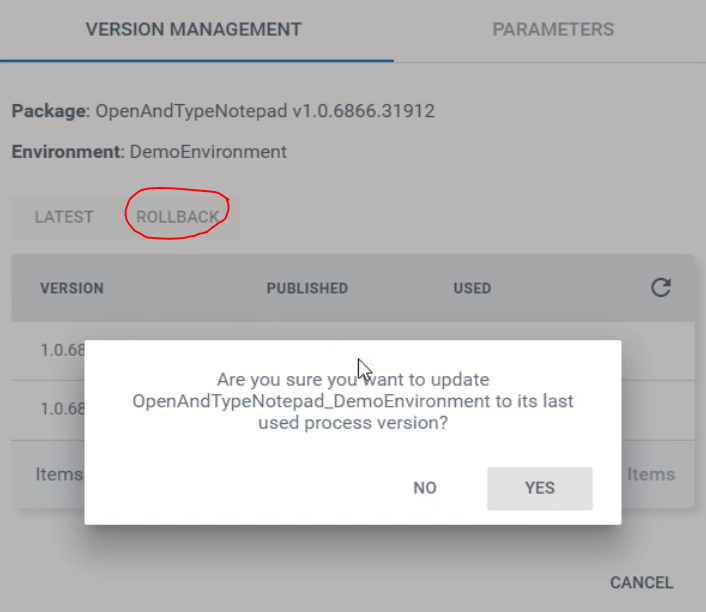 VERSION MANAGEMENT PARAMETERS
Package: OpenAndTypeNotepad v1.0.6866.31912
Environment: DemoEnvironment
LATEST ROLLBACK
VERSION PUBLISHED USED
1.0.68
1.0.68
Items Items
Are you sure you want to update
OpenAndTypeNotepad_DemoEnvironment to its last
used process version?
NO YES
CANCEL